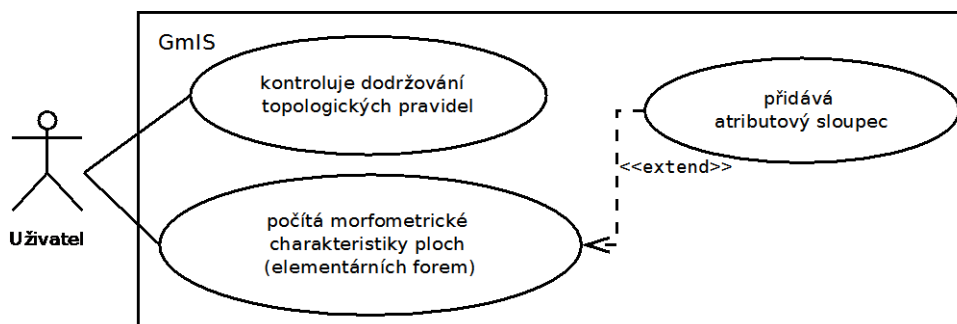 GmIS
kontroluje dodržování
topologických pravidel
přidává
atributový sloupec
<<extend>>
Uživatel
počítá morfometrické
charakteristiky ploch
(elementárních forem)